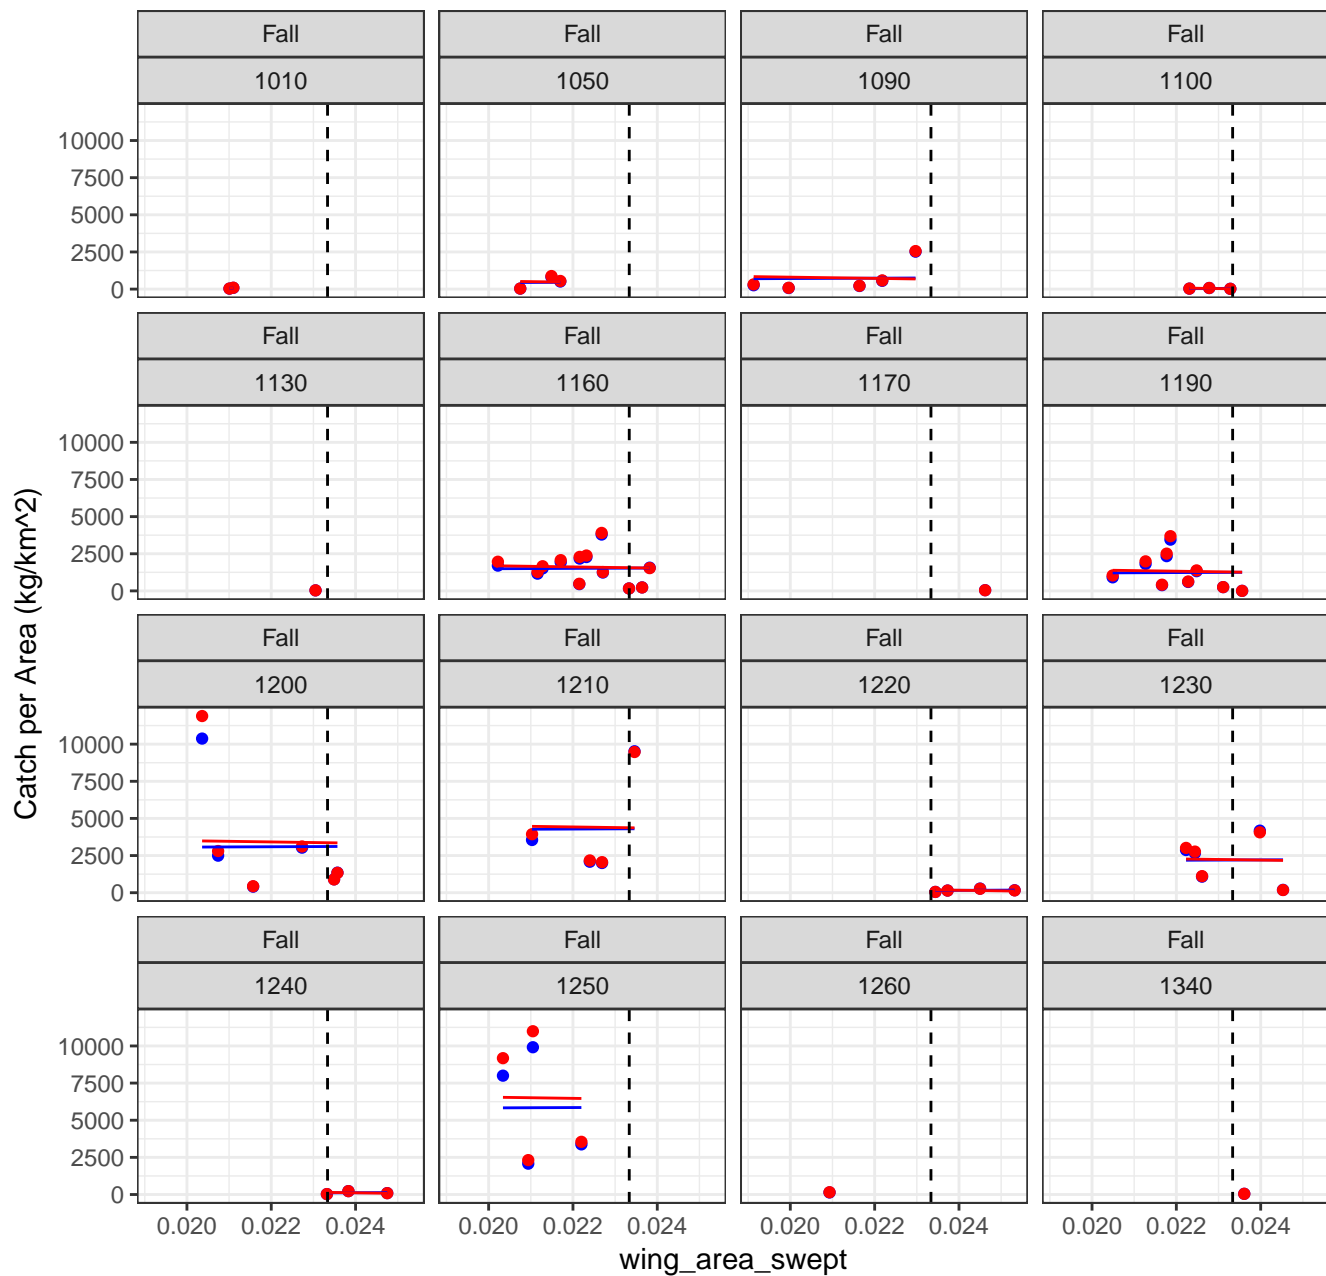 Fall Fall Fall Fall
1010 1050 1090 1100
10000
7500
5000
2500
0
Fall Fall Fall Fall
1130 1160 1170 1190
10000
7500
5000
2500
0
Fall Fall Fall Fall
1200 1210 1220 1230
10000
7500
5000
2500
0
Fall Fall Fall Fall
1240 1250 1260 1340
10000
7500
5000
2500
0
0.020 0.022 0.024 0.020 0.022 0.024 0.020 0.022 0.024 0.020 0.022 0.024
wing_area_swept
Catch per Area (kg/km^2)